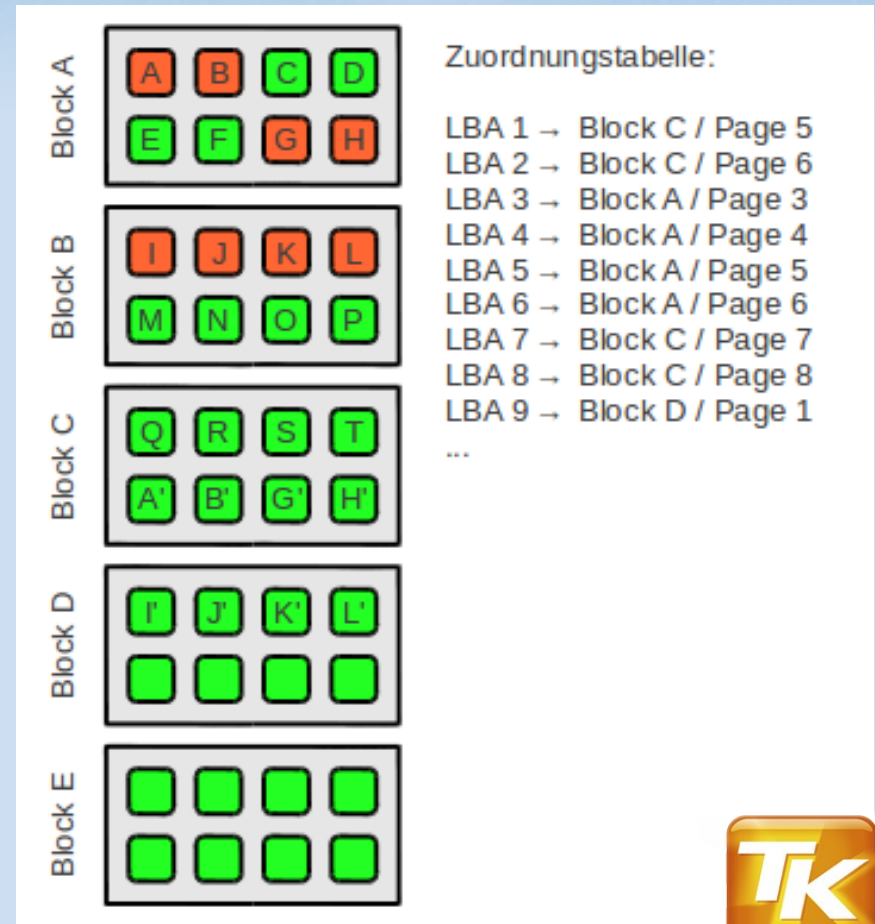 Block A
A B C D
E F G H
Block B
I J K L
M N O P
Block C
Q R S T
A' B' G' H'
Block D
I' J' K' L'
Block E
Zuordnungstabelle:
LBA 1 → Block C / Page 5
LBA 2 → Block C / Page 6
LBA 3 → Block A / Page 3
LBA 4 → Block A / Page 4
LBA 5 → Block A / Page 5
LBA 6 → Block A / Page 6
LBA 7 → Block C / Page 7
LBA 8 → Block C / Page 8
LBA 9 → Block D / Page 1
...
TK